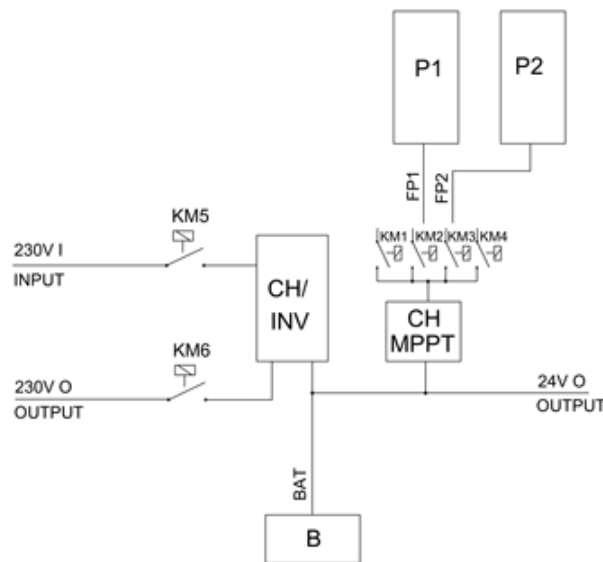 P1
P2
FP1
FP2
KM1
KM2
KM3
KM4
KM5
230V I
INPUT
CH/
INV
CH
MPPT
KM6
230V O
OUTPUT
24V O
OUTPUT
BAT
B